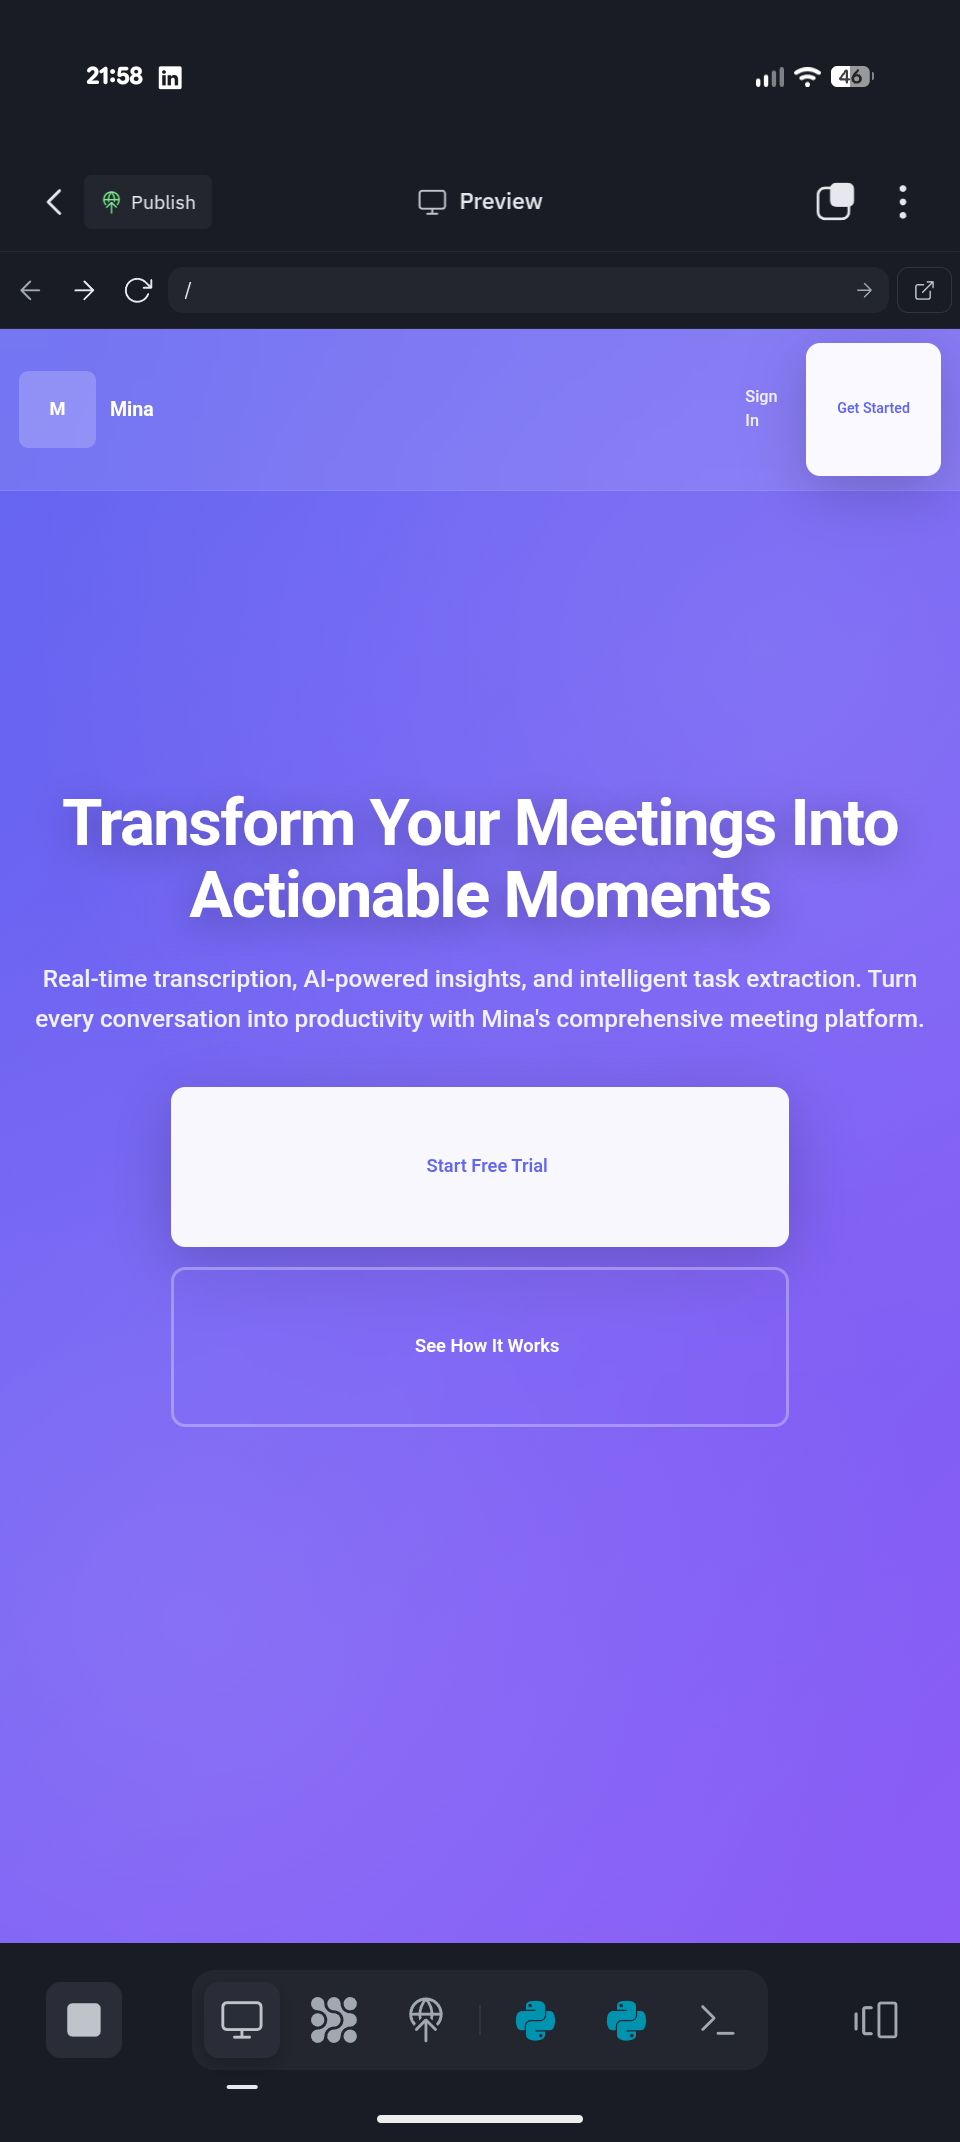 21:58 in
46
Publish
Preview
/
M
Mina
Sign
In
Get Started
Transform Your Meetings Into
Actionable Moments
Real-time transcription, AI-powered insights, and intelligent task extraction. Turn
every conversation into productivity with Mina's comprehensive meeting platform.
Start Free Trial
See How It Works